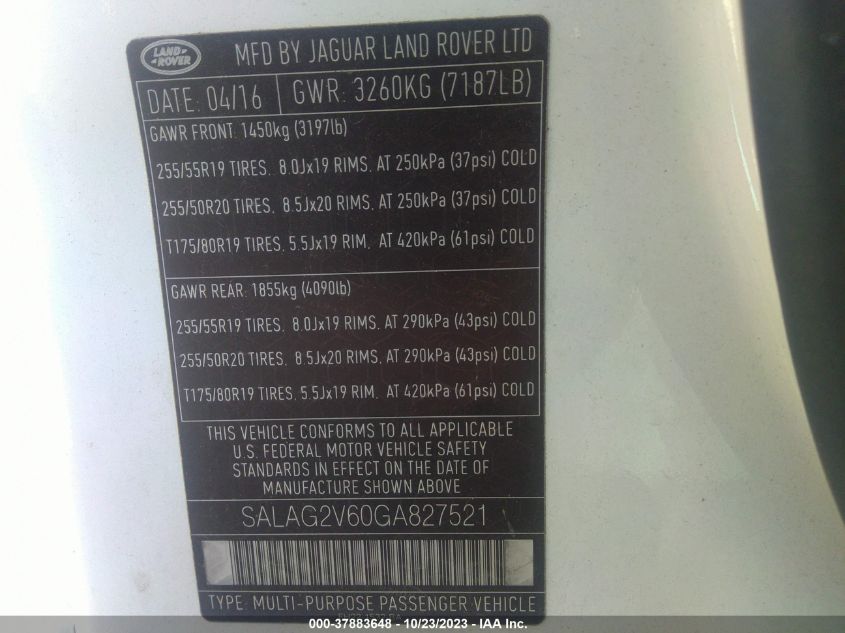 LAND ROVER
MFD BY JAGUAR LAND ROVER LTD
DATE: 04/16 GWR: 3260KG (7187LB)
GAWR FRONT: 1450kg (3197lb)
255/55R19 TIRES, 8.0Jx19 RIMS, AT 250kPa (37psi) COLD
255/50R20 TIRES, 8.5Jx20 RIMS, AT 250kPa (37psi) COLD
T175/80R19 TIRES, 5.5Jx19 RIM, AT 420kPa (61psi) COLD
GAWR REAR: 1855kg (4090lb)
255/55R19 TIRES, 8.0Jx19 RIMS, AT 290kPa (43psi) COLD
255/50R20 TIRES, 8.5Jx20 RIMS, AT 290kPa (43psi) COLD
T175/80R19 TIRES, 5.5Jx19 RIM, AT 420kPa (61psi) COLD
THIS VEHICLE CONFORMS TO ALL APPLICABLE
U.S. FEDERAL MOTOR VEHICLE SAFETY
STANDARDS IN EFFECT ON THE DATE OF
MANUFACTURE SHOWN ABOVE
SALAG2V60GA827521
TYPE: MULTI-PURPOSE PASSENGER VEHICLE
000-37883648 - 10/23/2023 - IAA Inc.